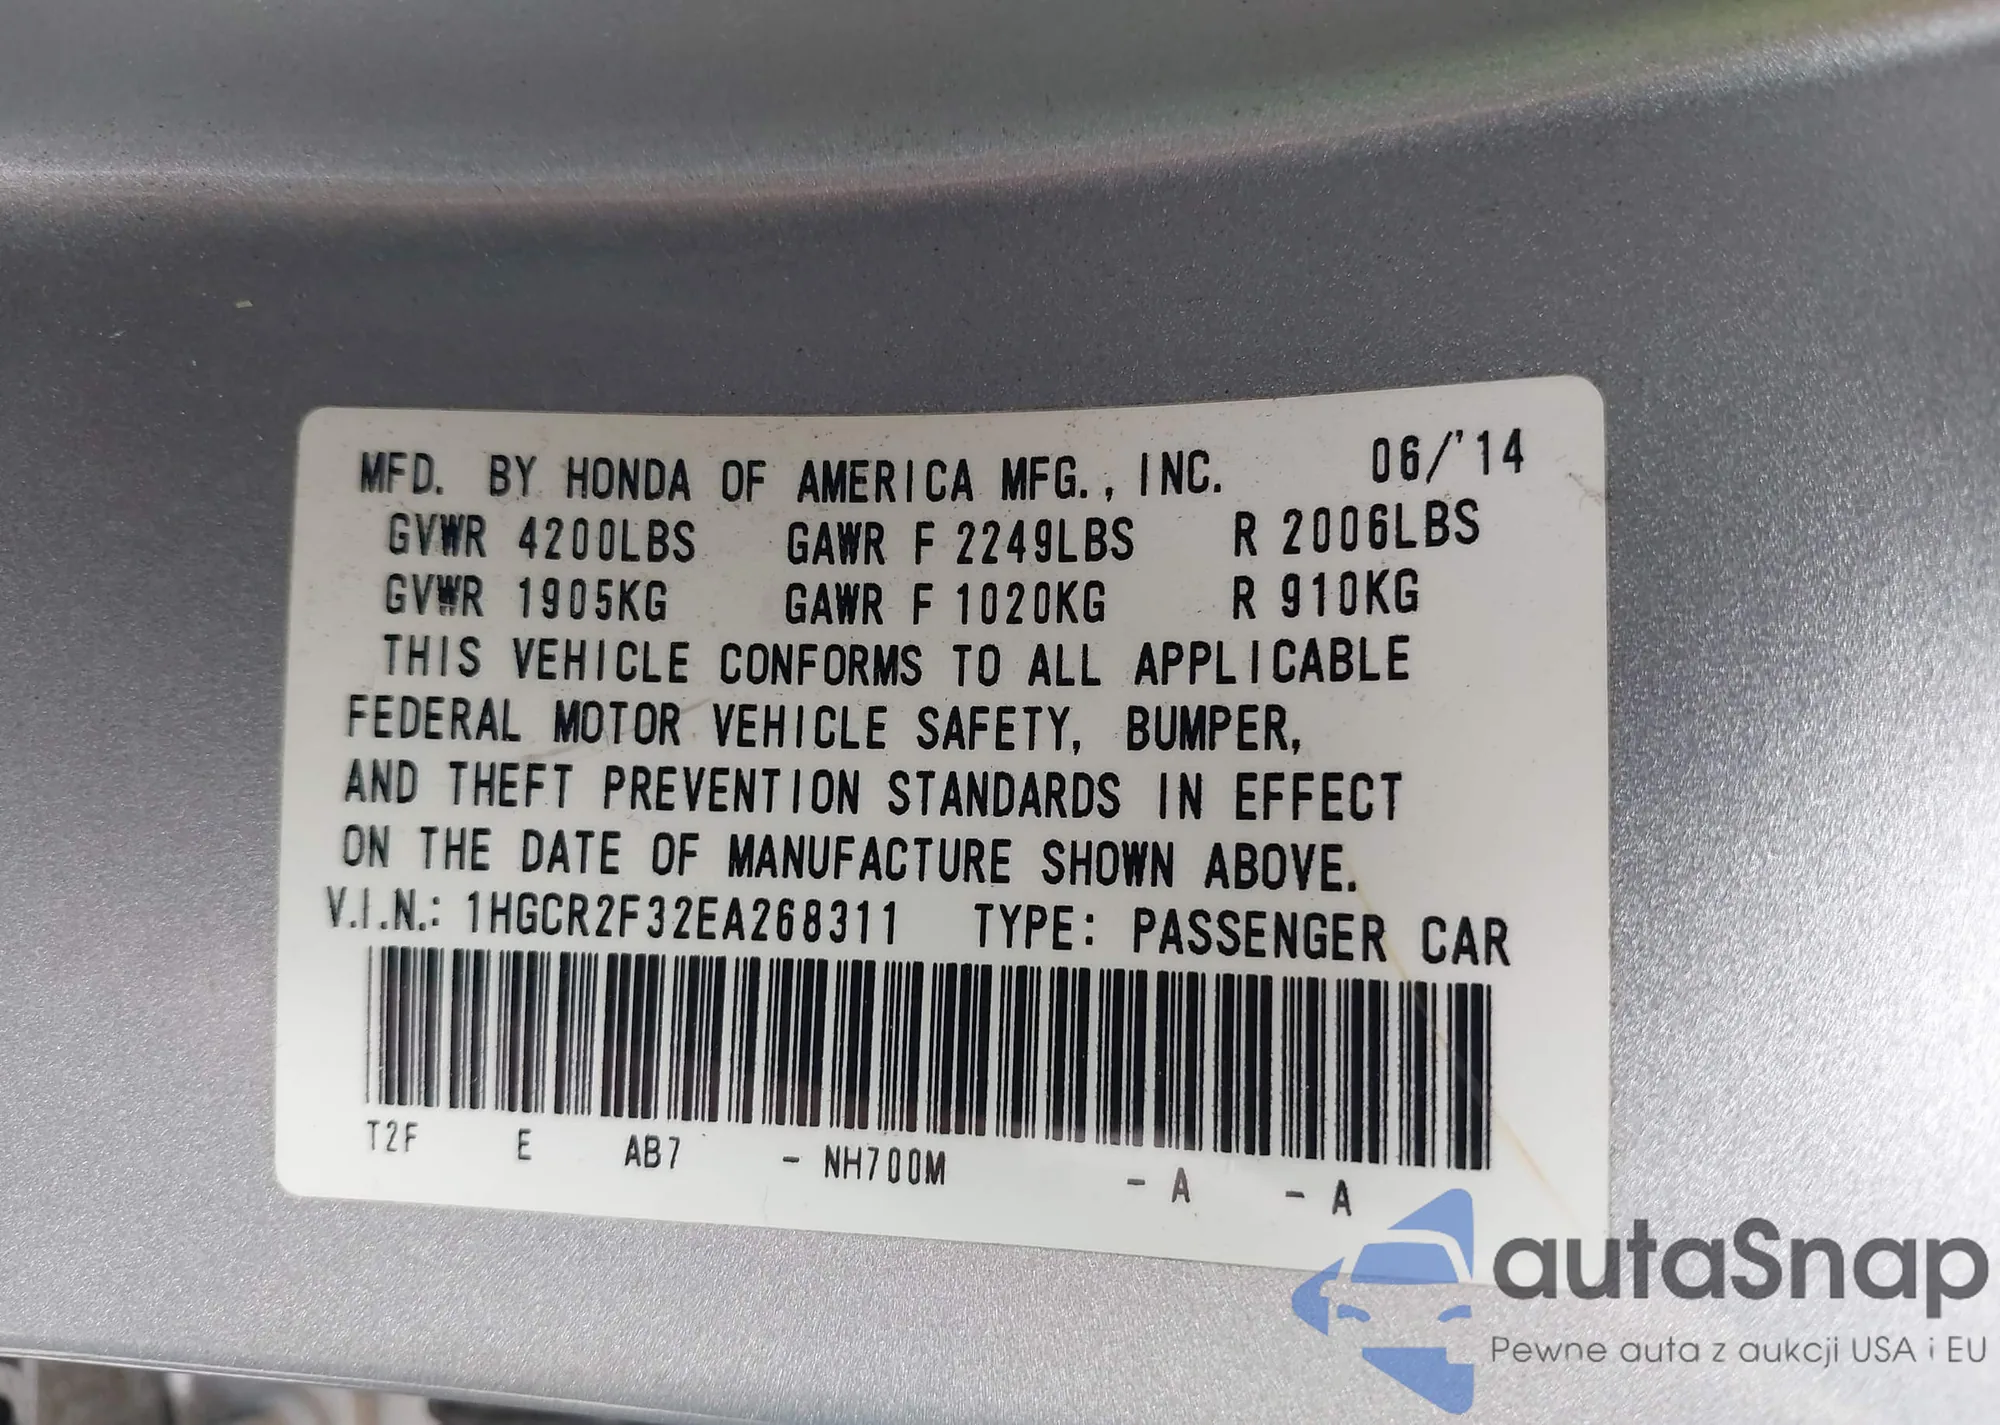 MFD. BY HONDA OF AMERICA MFG., INC. 06/'14
GVWR 4200LBS GAWR F 2249LBS R 2006LBS
GVWR 1905KG GAWR F 1020KG R 910KG
THIS VEHICLE CONFORMS TO ALL APPLICABLE
FEDERAL MOTOR VEHICLE SAFETY, BUMPER,
AND THEFT PREVENTION STANDARDS IN EFFECT
ON THE DATE OF MANUFACTURE SHOWN ABOVE.
V.I.N.: 1HGCR2F32EA268311 TYPE: PASSENGER CAR
T2F E AB7 - NH700M - A - A
autaSnap
Pewne auta z aukcji USA i EU